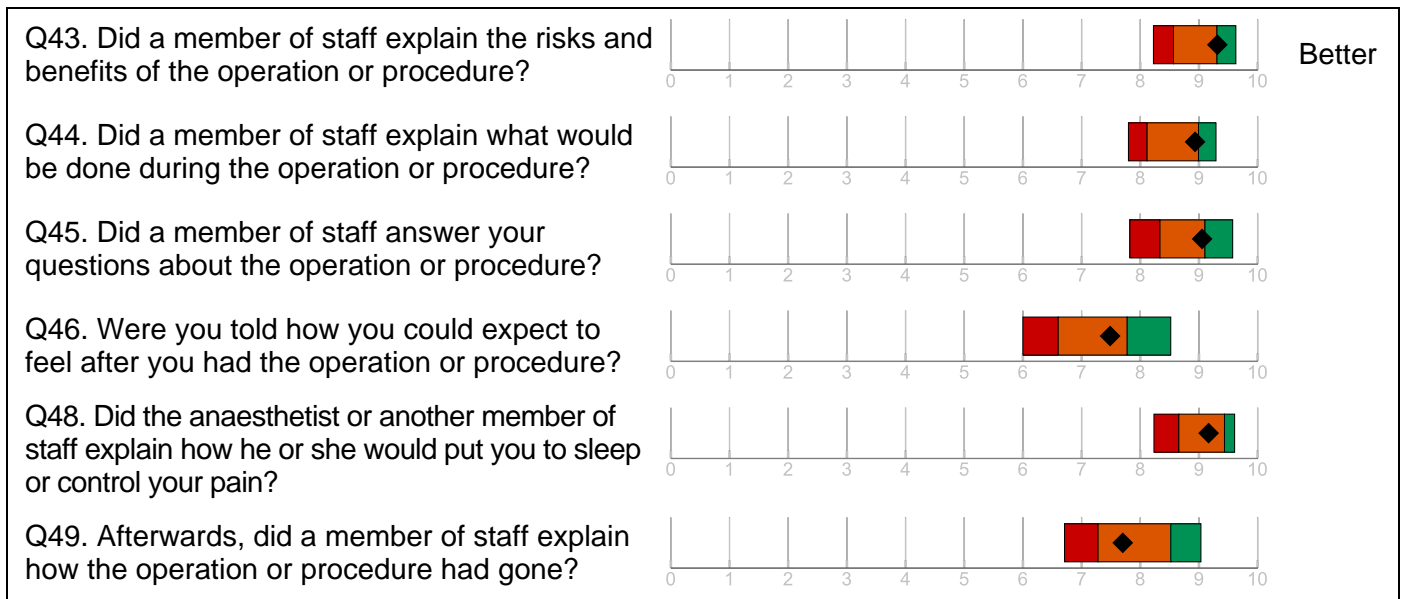 Q43. Did a member of staff explain the risks and
benefits of the operation or procedure?
Better
0 1 2 3 4 5 6 7 8 9 10
Q44. Did a member of staff explain what would
be done during the operation or procedure?
0 1 2 3 4 5 6 7 8 9 10
Q45. Did a member of staff answer your
questions about the operation or procedure?
0 1 2 3 4 5 6 7 8 9 10
Q46. Were you told how you could expect to
feel after you had the operation or procedure?
0 1 2 3 4 5 6 7 8 9 10
Q48. Did the anaesthetist or another member of
staff explain how he or she would put you to sleep
or control your pain?
0 1 2 3 4 5 6 7 8 9 10
Q49. Afterwards, did a member of staff explain
how the operation or procedure had gone?
0 1 2 3 4 5 6 7 8 9 10